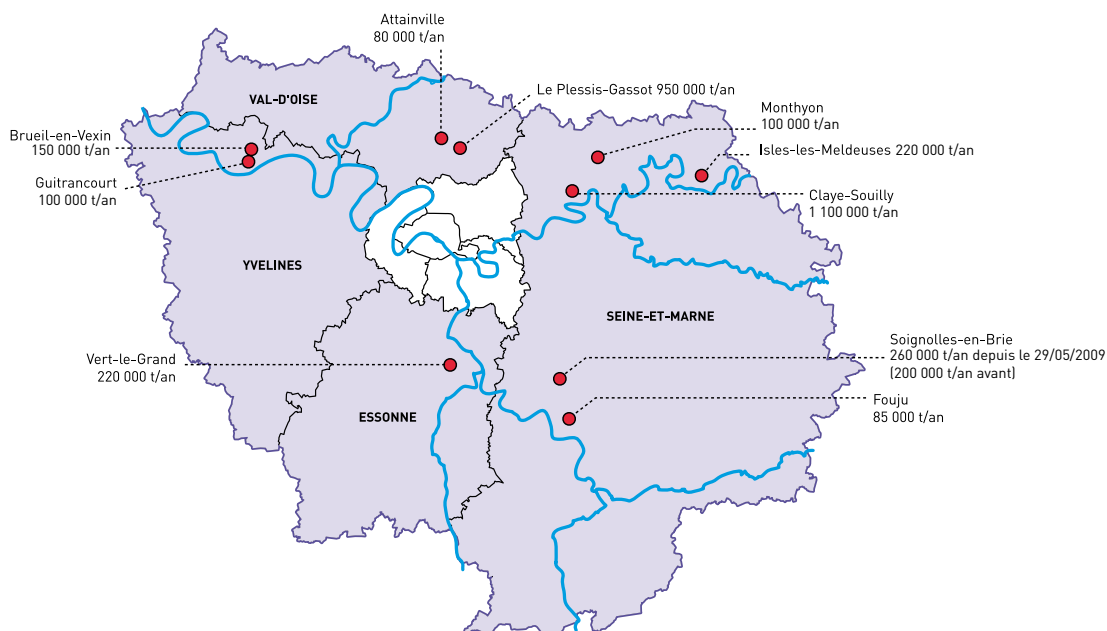 Attainville
80 000 t/an
Le Plessis-Gassot 950 000 t/an
VAL-D'OISE
Monthyon
100 000 t/an
Brueil-en-Vexin
150 000 t/an
Isles-les-Meldeuses 220 000 t/an
Guitrancourt
100 000 t/an
Claye-Souilly
1 100 000 t/an
YVELINES
SEINE-ET-MARNE
Vert-le-Grand
220 000 t/an
Soignolles-en-Brie
260 000 t/an depuis le 29/05/2009
(200 000 t/an avant)
ESSONNE
Fouju
85 000 t/an